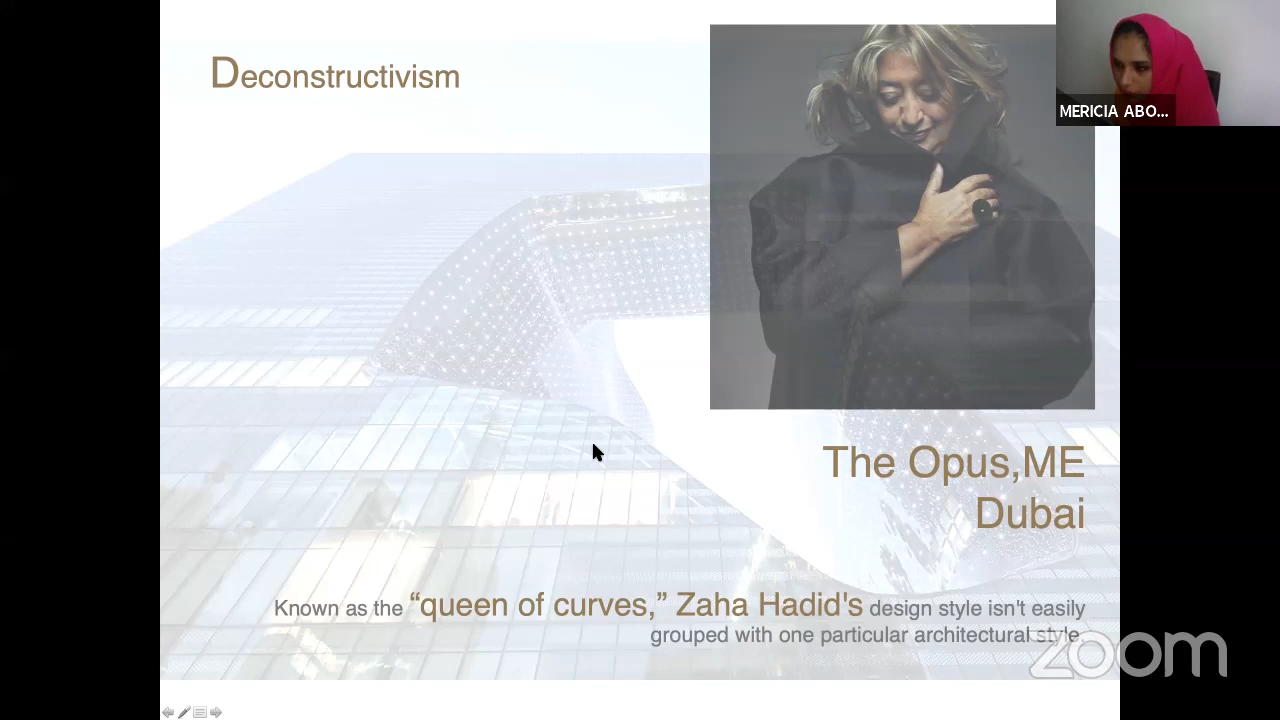 Deconstructivism
MERICIA ABO...
The Opus,ME
Dubai
Known as the “queen of curves,” Zaha Hadid's design style isn't easily
grouped with one particular architectural style.
zoom